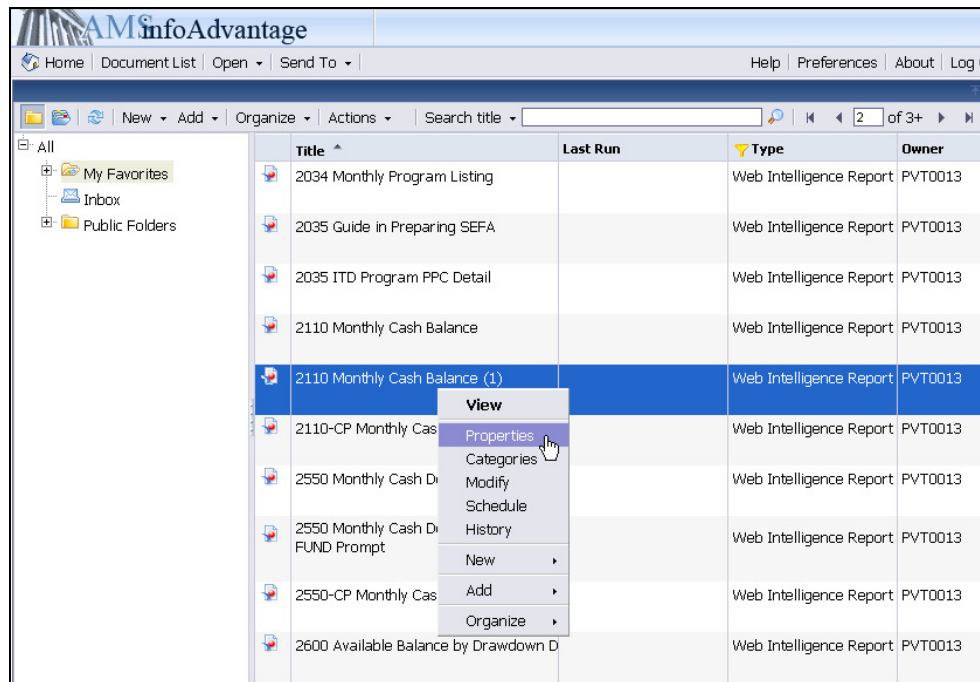 AMS infoAdvantage
Home Document List Open Send To Help Preferences About Log
New Add Organize Actions Search title 2 of 3+
All
My Favorites
Inbox
Public Folders
Title Last Run Type Owner
2034 Monthly Program Listing Web Intelligence Report PVT0013
2035 Guide in Preparing SEFA Web Intelligence Report PVT0013
2035 ITD Program PPC Detail Web Intelligence Report PVT0013
2110 Monthly Cash Balance Web Intelligence Report PVT0013
2110 Monthly Cash Balance (1) Web Intelligence Report PVT0013
2110-CP Monthly Cas Web Intelligence Report PVT0013
2550 Monthly Cash D Web Intelligence Report PVT0013
2550 Monthly Cash D
FUND Prompt Web Intelligence Report PVT0013
2550-CP Monthly Cas Web Intelligence Report PVT0013
2600 Available Balance by Drawdown D Web Intelligence Report PVT0013
View
Properties
Categories
Modify
Schedule
History
New
Add
Organize